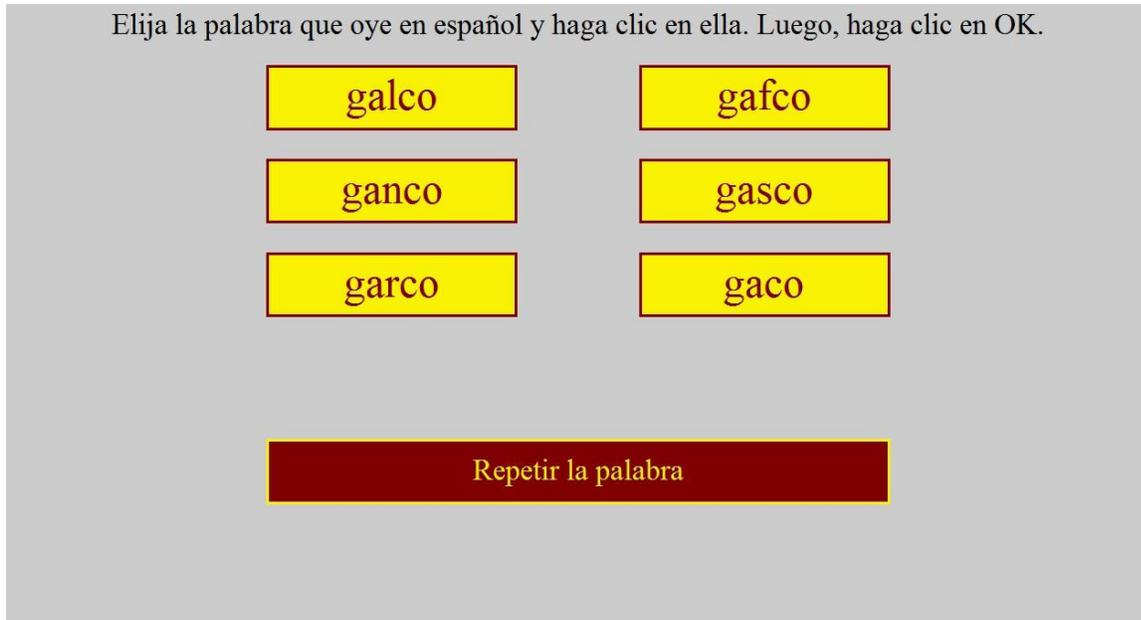 Elija la palabra que oye en español y haga clic en ella. Luego, haga clic en OK.
galco
gafco
ganco
gasco
garco
gaco
Repetir la palabra